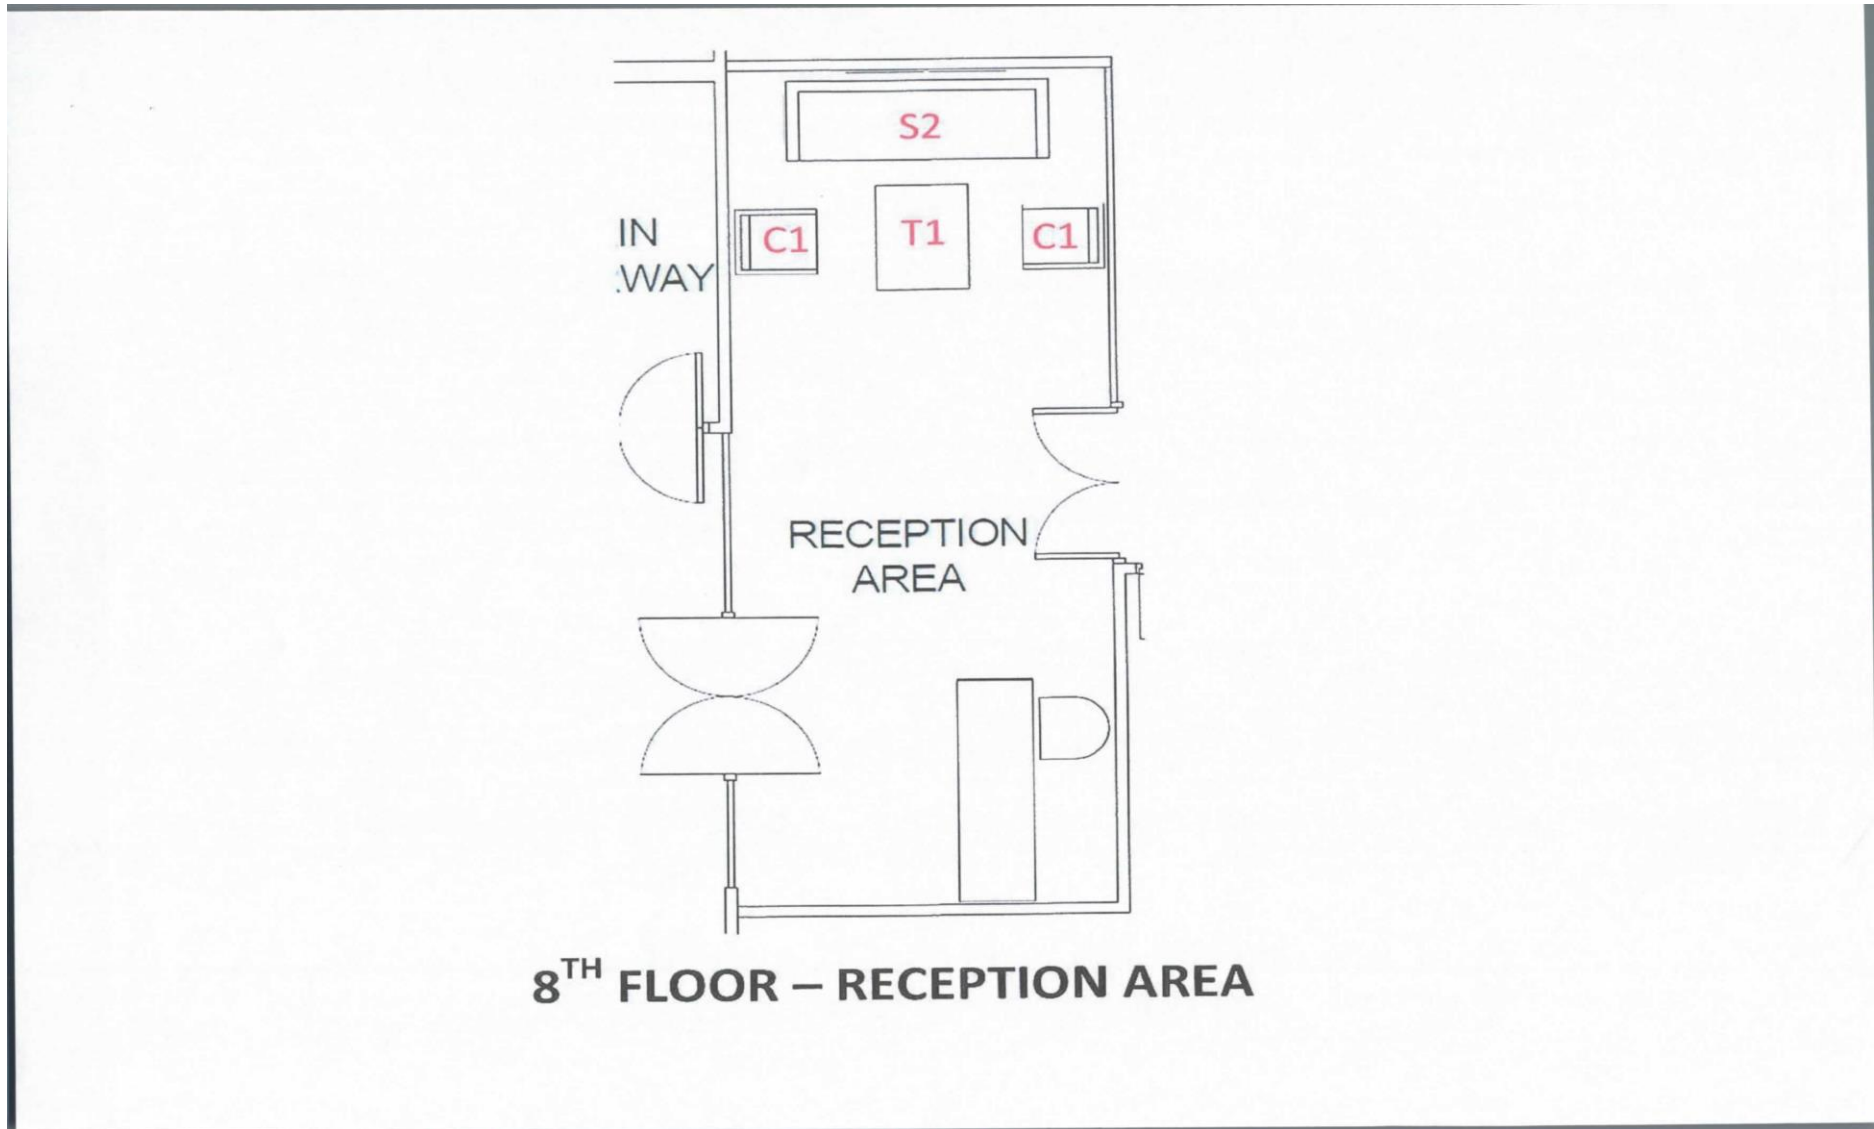 S2
C1
T1
C1
IN
WAY
RECEPTION
AREA
8TH FLOOR – RECEPTION AREA